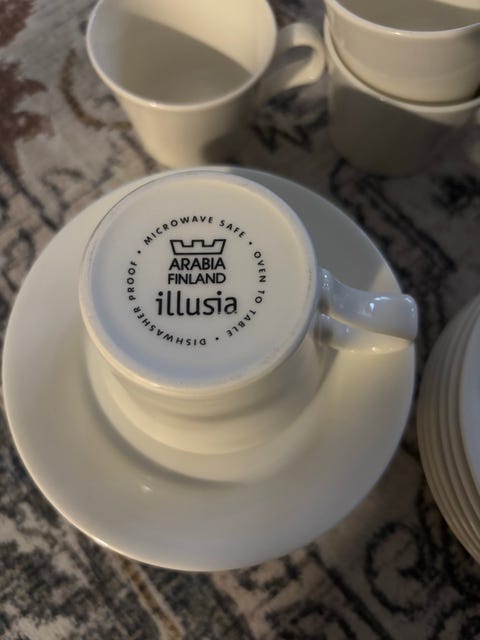 • MICROWAVE SAFE • OVEN TO TABLE • DISHWASHER PROOF
ARABIA
FINLAND
illusia